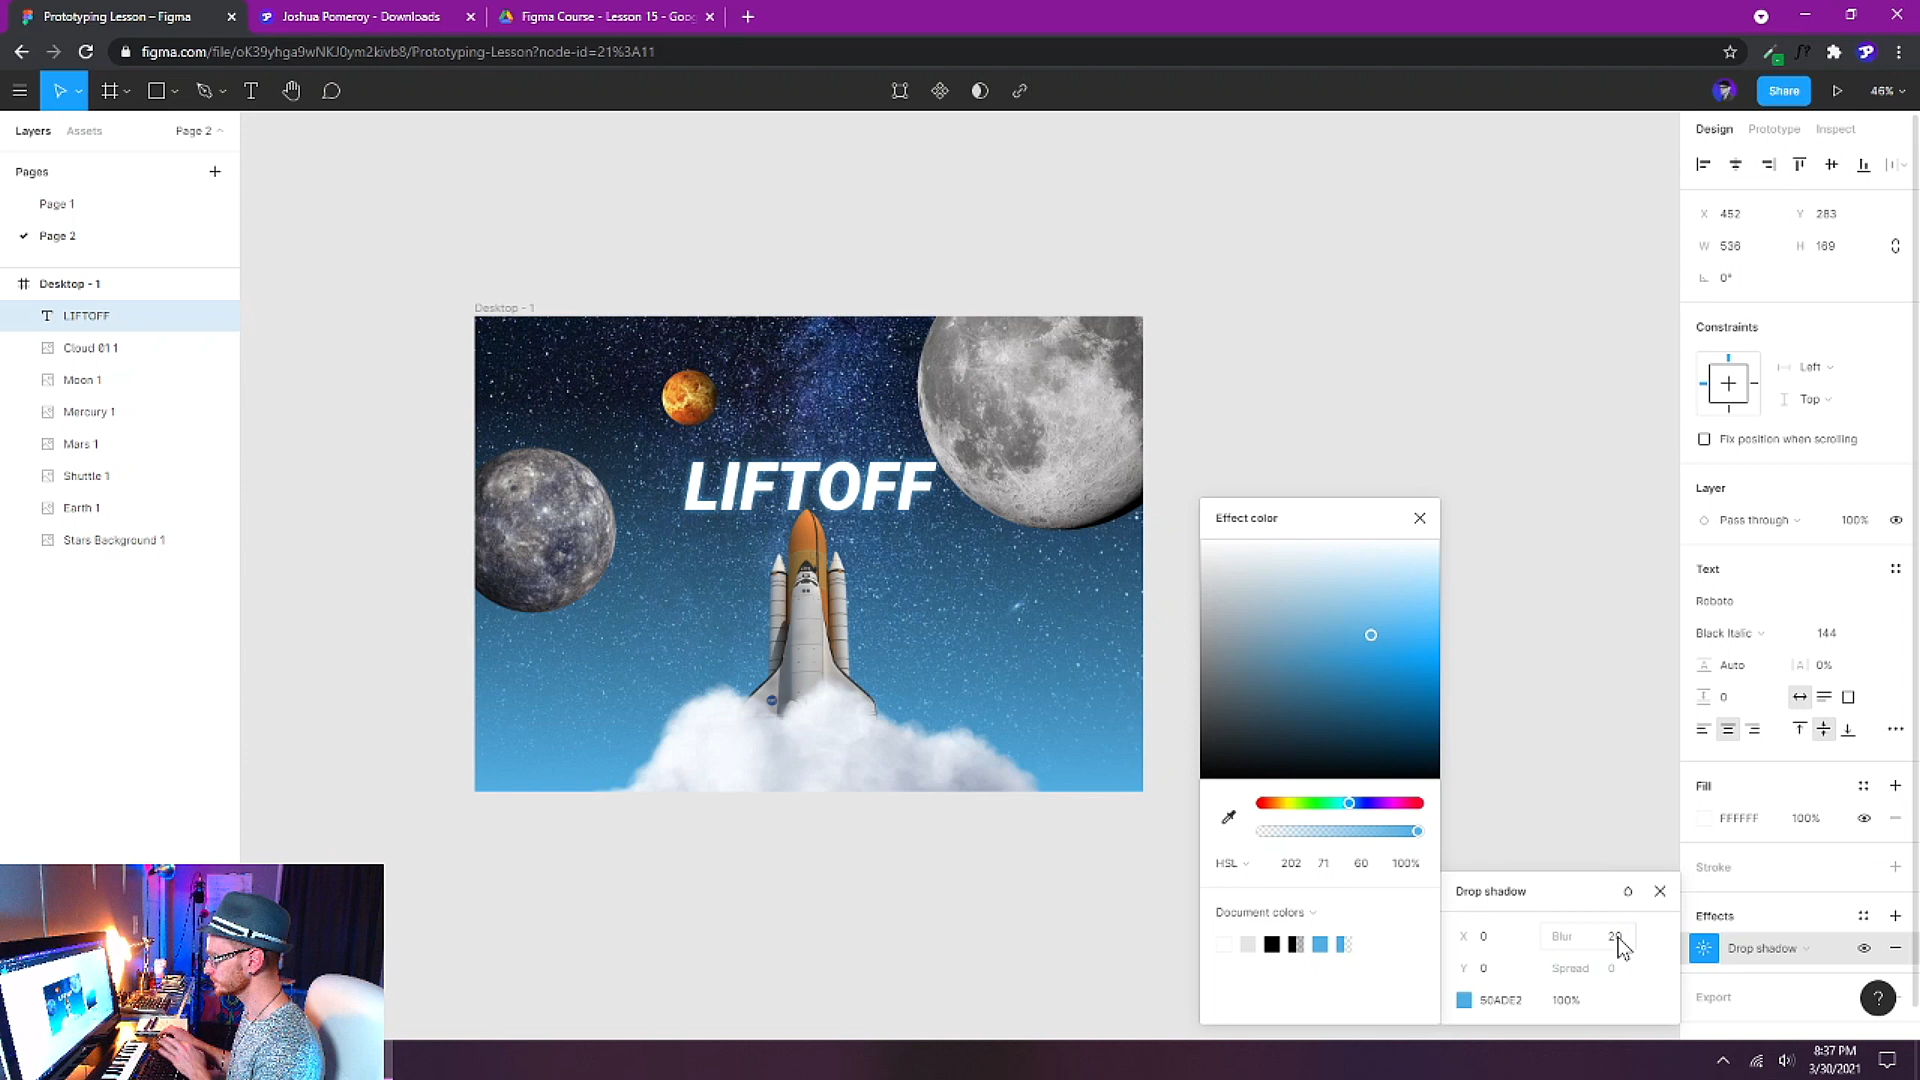 Prototyping Lesson – Figma
Joshua Pomeroy - Downloads
Figma Course - Lesson 15 - Goo
figma.com/file/oK39yhga9wNKJ0ym2kivb8/Prototyping-Lesson?node-id=21%3A11
Share
46%
Layers
Assets
Page 2
Pages
Page 1
Page 2
Desktop - 1
LIFTOFF
Cloud 01 1
Moon 1
Mercury 1
Mars 1
Shuttle 1
Earth 1
Stars Background 1
Desktop - 1
LIFTOFF
Effect color
HSL 202 71 60 100%
Document colors
Drop shadow
X 0 Blur
Y 0 Spread 0
50ADE2 100%
Design
Prototype
Inspect
X 452 Y 283
W 536 H 169
0°
Constraints
Left
Top
Fix position when scrolling
Layer
Pass through 100%
Text
Roboto
Black Italic 144
Auto 0%
0
Fill
FFFFFF 100%
Stroke
Effects
Drop shadow
Export
?
8:37 PM
3/30/2021